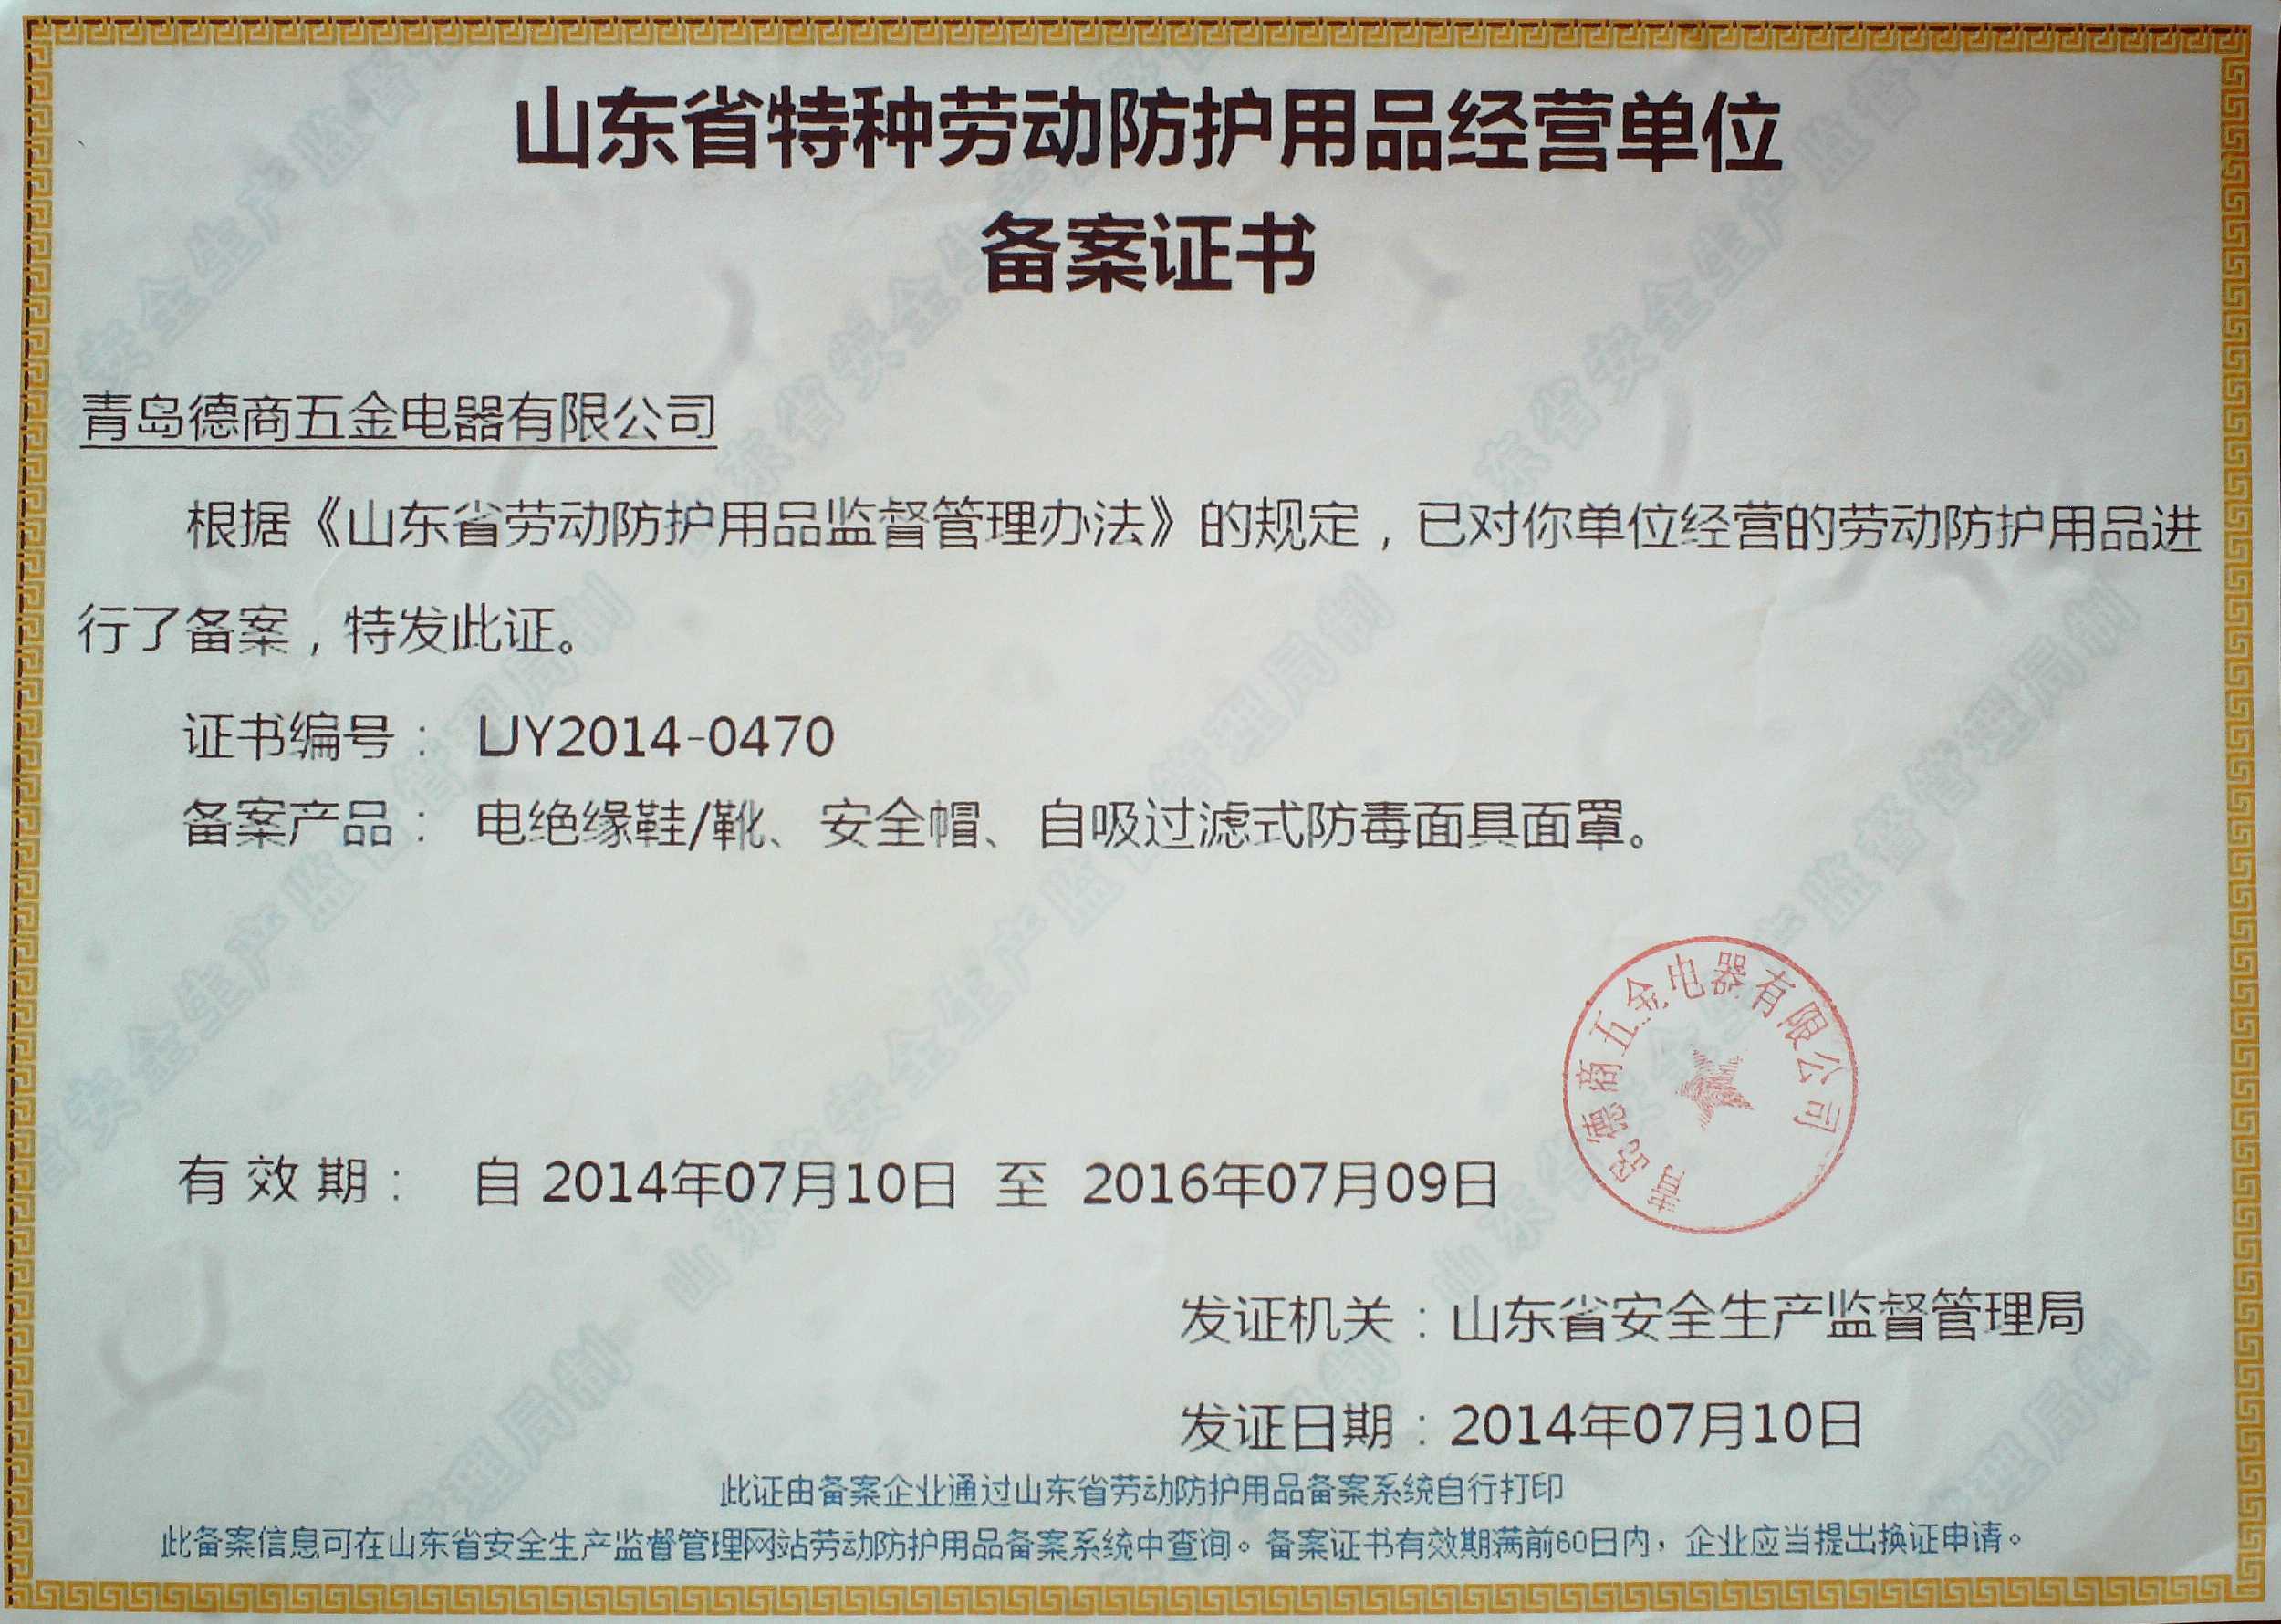 山东省特种劳动防护用品经营单位
备案证书
青岛德商五金电器有限公司
根据《山东省劳动防护用品监督管理办法》的规定，已对你单位经营的劳动防护用品进
行了备案，特发此证。
证书编号： LJY2014-0470
备案产品： 电绝缘鞋/靴、安全帽、自吸过滤式防毒面具面罩。
青岛德商五金电器有限公司
有 效 期： 自 2014年07月10日 至 2016年07月09日
发证机关：山东省安全生产监督管理局
发证日期：2014年07月10日
此证由备案企业通过山东省劳动防护用品备案系统自行打印
此备案信息可在山东省安全生产监督管理网站劳动防护用品备案系统中查询。备案证书有效期满前60日内，企业应当提出换证申请。
山东省安全生产监督管理局制